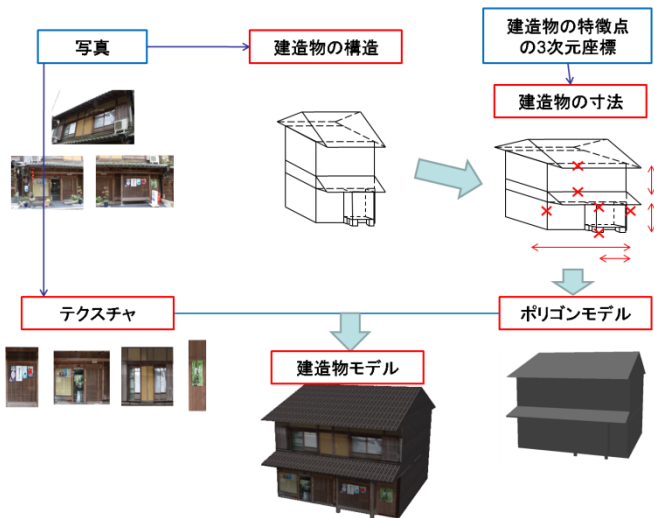 写真
建造物の構造
建造物の特徴点
の3次元座標
建造物の寸法
テクスチャ
ポリゴンモデル
建造物モデル